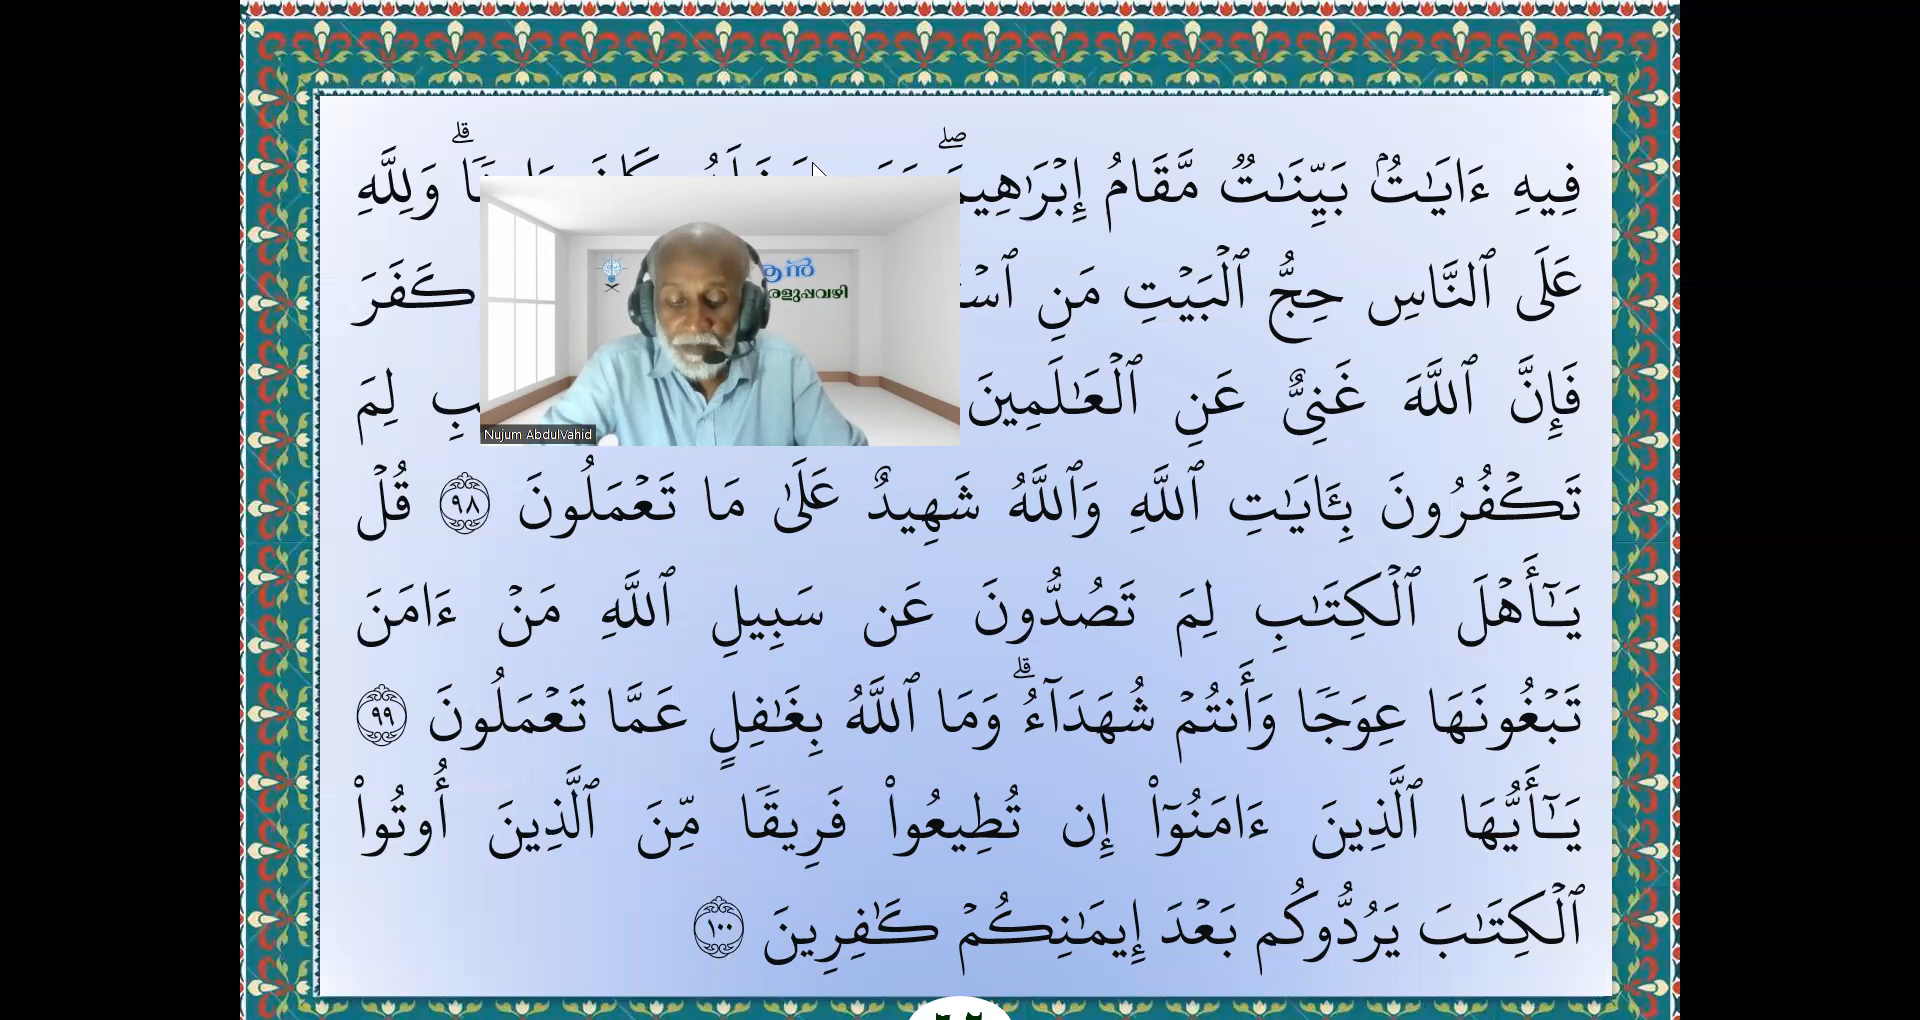 فِيهِ ءَايَـٰتُۢ بَيِّنَـٰتٌ مَّقَامُ إِبْرَٰهِيمَ ۖ وَلِلَّهِ
عَلَى ٱلنَّاسِ حِجُّ ٱلْبَيْتِ مَنِ كَفَرَ
فَإِنَّ ٱللَّهَ غَنِىٌّ عَنِ ٱلْعَـٰلَمِينَ لِمَ
تَكْفُرُونَ بِـَٔايَـٰتِ ٱللَّهِ وَٱللَّهُ شَهِيدٌ عَلَىٰ مَا تَعْمَلُونَ ٩٨ قُلْ
يَـٰٓأَهْلَ ٱلْكِتَـٰبِ لِمَ تَصُدُّونَ عَن سَبِيلِ ٱللَّهِ مَنْ ءَامَنَ
تَبْغُونَهَا عِوَجًا وَأَنتُمْ شُهَدَآءُ ۗ وَمَا ٱللَّهُ بِغَـٰفِلٍ عَمَّا تَعْمَلُونَ ٩٩
يَـٰٓأَيُّهَا ٱلَّذِينَ ءَامَنُوٓا۟ إِن تُطِيعُوا۟ فَرِيقًا مِّنَ ٱلَّذِينَ أُوتُوا۟
ٱلْكِتَـٰبَ يَرُدُّوكُم بَعْدَ إِيمَـٰنِكُمْ كَـٰفِرِينَ ١٠٠
Nujum AbdulVahid